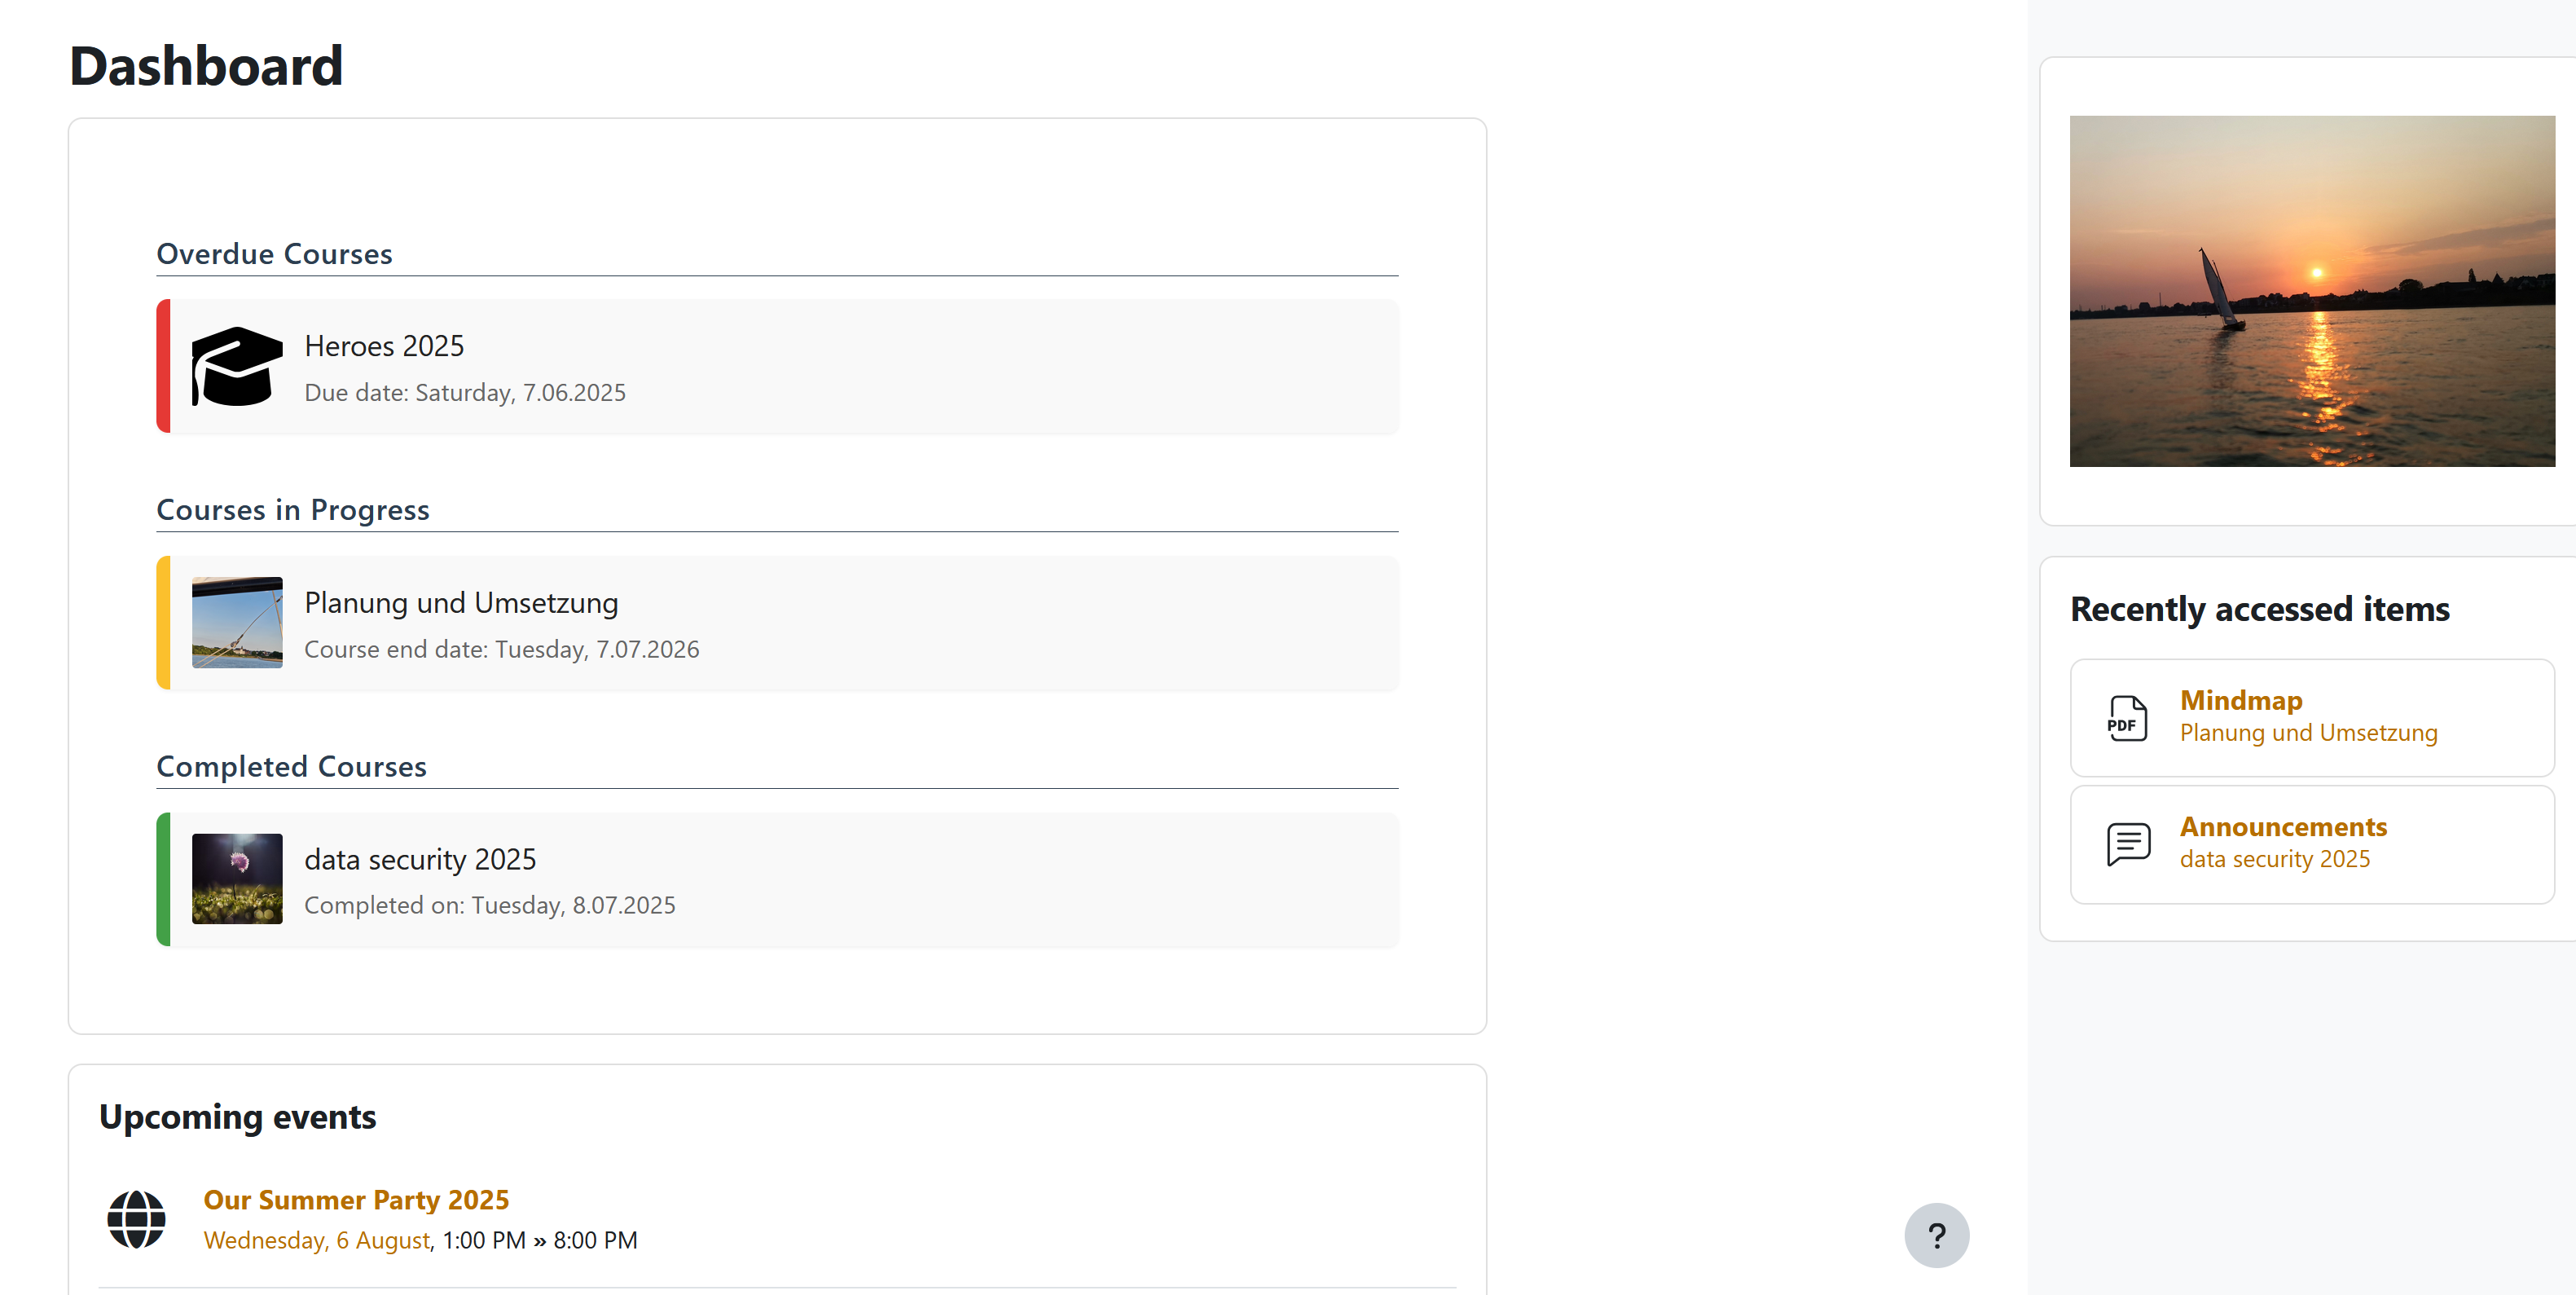 Dashboard
Overdue Courses
Heroes 2025
Due date: Saturday, 7.06.2025
Courses in Progress
Planung und Umsetzung
Course end date: Tuesday, 7.07.2026
Completed Courses
data security 2025
Completed on: Tuesday, 8.07.2025
Upcoming events
Our Summer Party 2025
Wednesday, 6 August, 1:00 PM » 8:00 PM
?
Recently accessed items
PDF
Mindmap
Planung und Umsetzung
Announcements
data security 2025